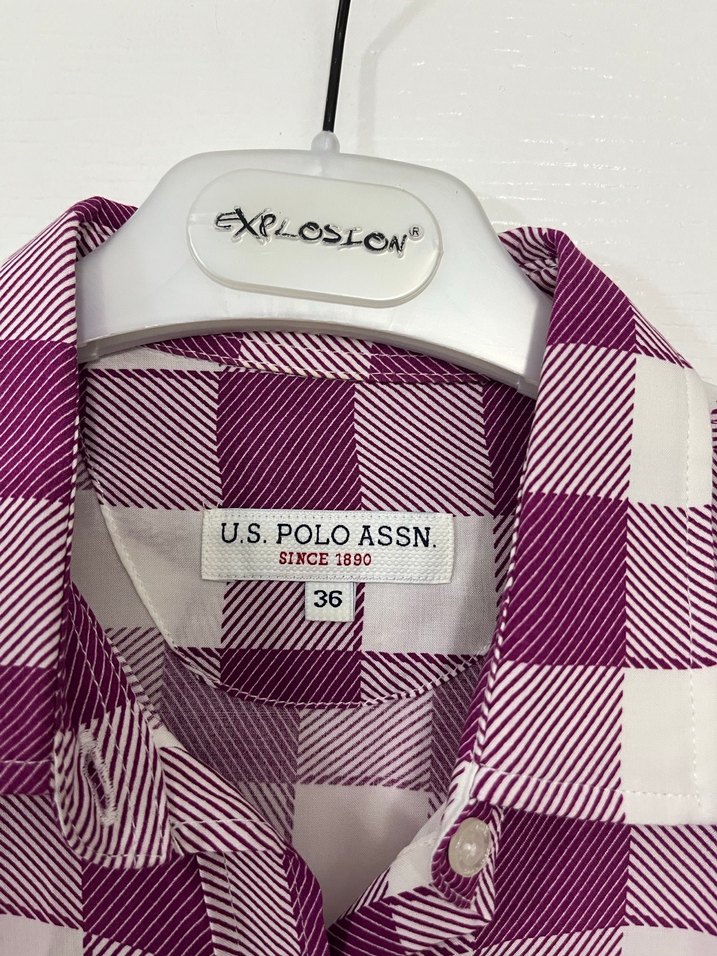 EXPLOSION®
U.S. POLO ASSN.
SINCE 1890
36